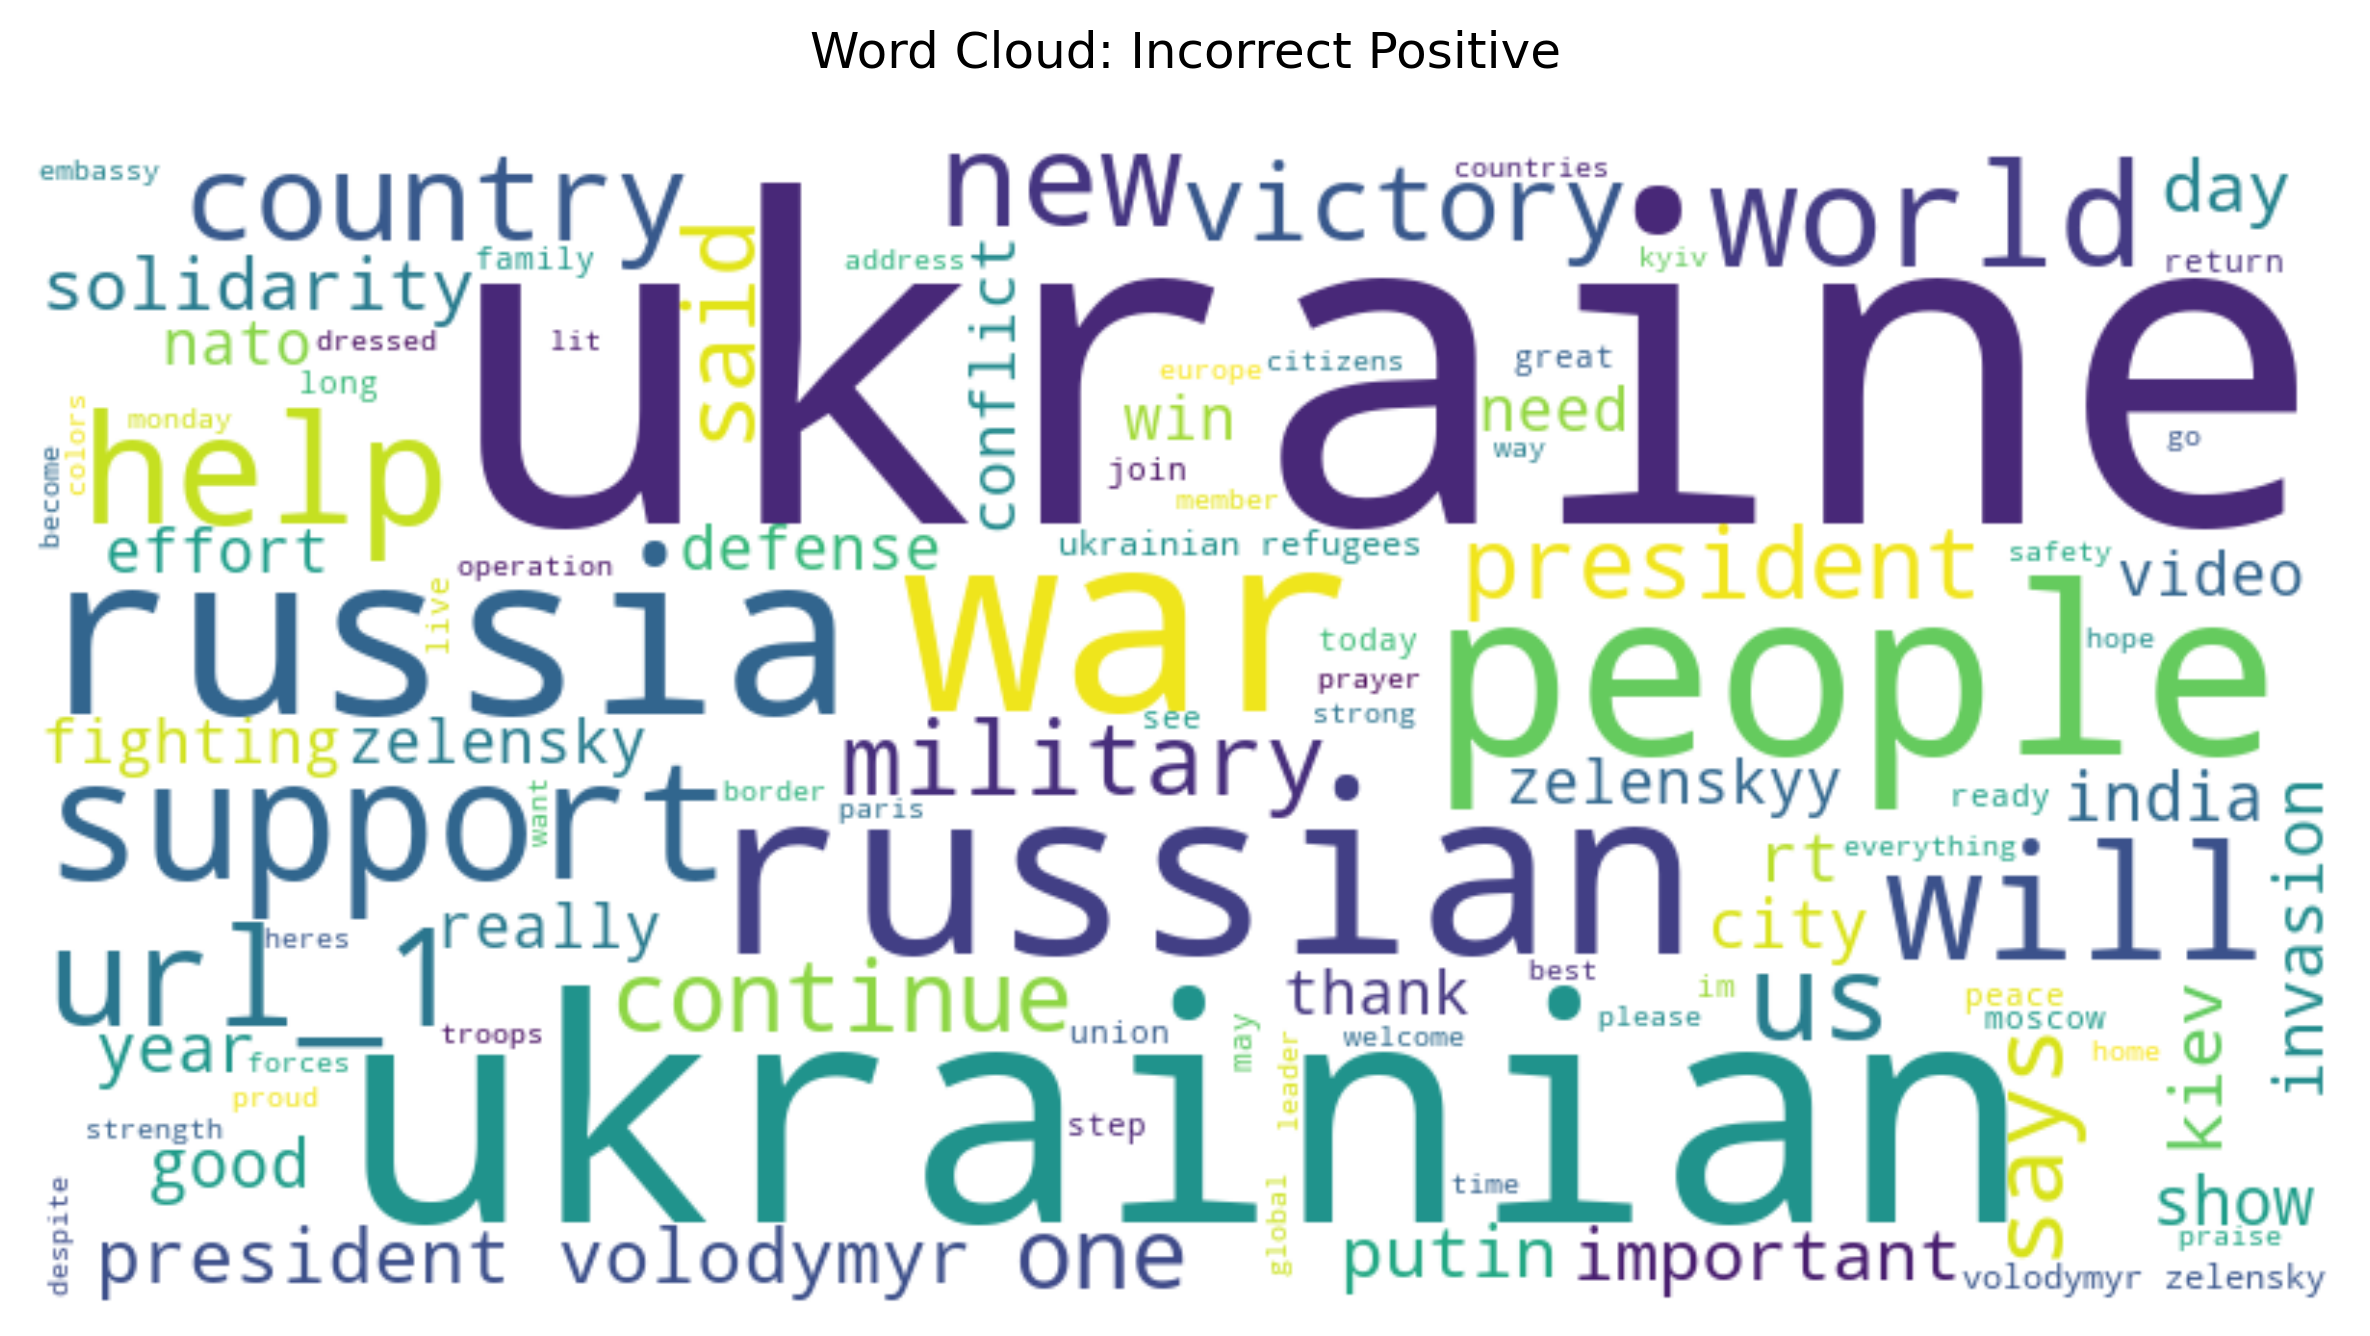 Word Cloud: Incorrect Positive
embassy
country
new
victory
countries
world
day
solidarity
family
said
address
conflict
kyiv
return
ukraine
nato
dressed
lit
long
europe
citizens
great
colors
monday
help
win
need
way
go
become
join
member
effort
operation
defense
ukrainian refugees
president
safety
video
russia
live
war
today
people
hope
prayer
strong
see
fighting
zelensky
military
zelenskyy
support
want
border
paris
ready
india
invasion
russian
rt
everything
will
url_1
heres
really
city
continue
thank
best
im
us
peace
moscow
kiev
year
forces
troops
union
may
welcome
please
home
proud
ukrainian
leader
says
strength
good
step
despite
time
global
show
praise
president volodymyr
one
putin
important
volodymyr zelensky